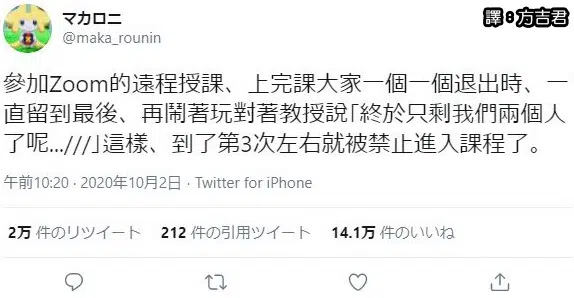 マカロニ
譯:方吉君
@maka_rounin
參加Zoom的遠程授課、上完課大家一個一個退出時、一
直留到最後、再鬧著玩對著教授說「終於只剩我們兩個人
了呢...///」這樣、到了第3次左右就被禁止進入課程了。
午前10:20 · 2020年10月2日 · Twitter for iPhone
2万 件のリツイート 212 件の引用ツイート 14.1万 件のいいね